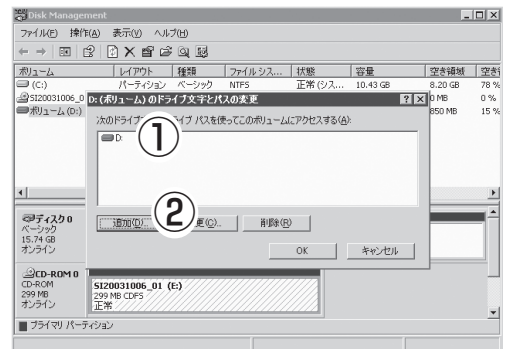 Disk Management
ファイル(F) 操作(A) 表示(V) ヘルプ(H)
ボリューム レイアウト 種類 ファイル シス... 状態 容量 空き領域 空き
(C:) パーティション ベーシック NTFS 正常 (シス... 10.43 GB 8.20 GB 78 %
SI20031006_0 0 MB 0 %
ボリューム (D:) 850 MB 15 %
D: (ボリューム) のドライブ文字とパスの変更
次のドライブ ドライブ パスを使ってこのボリュームにアクセスする(A):
D:
①
②
追加(D)... 更(C)... 削除(R)
OK キャンセル
ディスク 0
ベーシック
15.74 GB
オンライン
CD-ROM 0
CD-ROM
299 MB
オンライン
SI20031006_01 (E:)
299 MB CDFS
正常
プライマリ パーティション